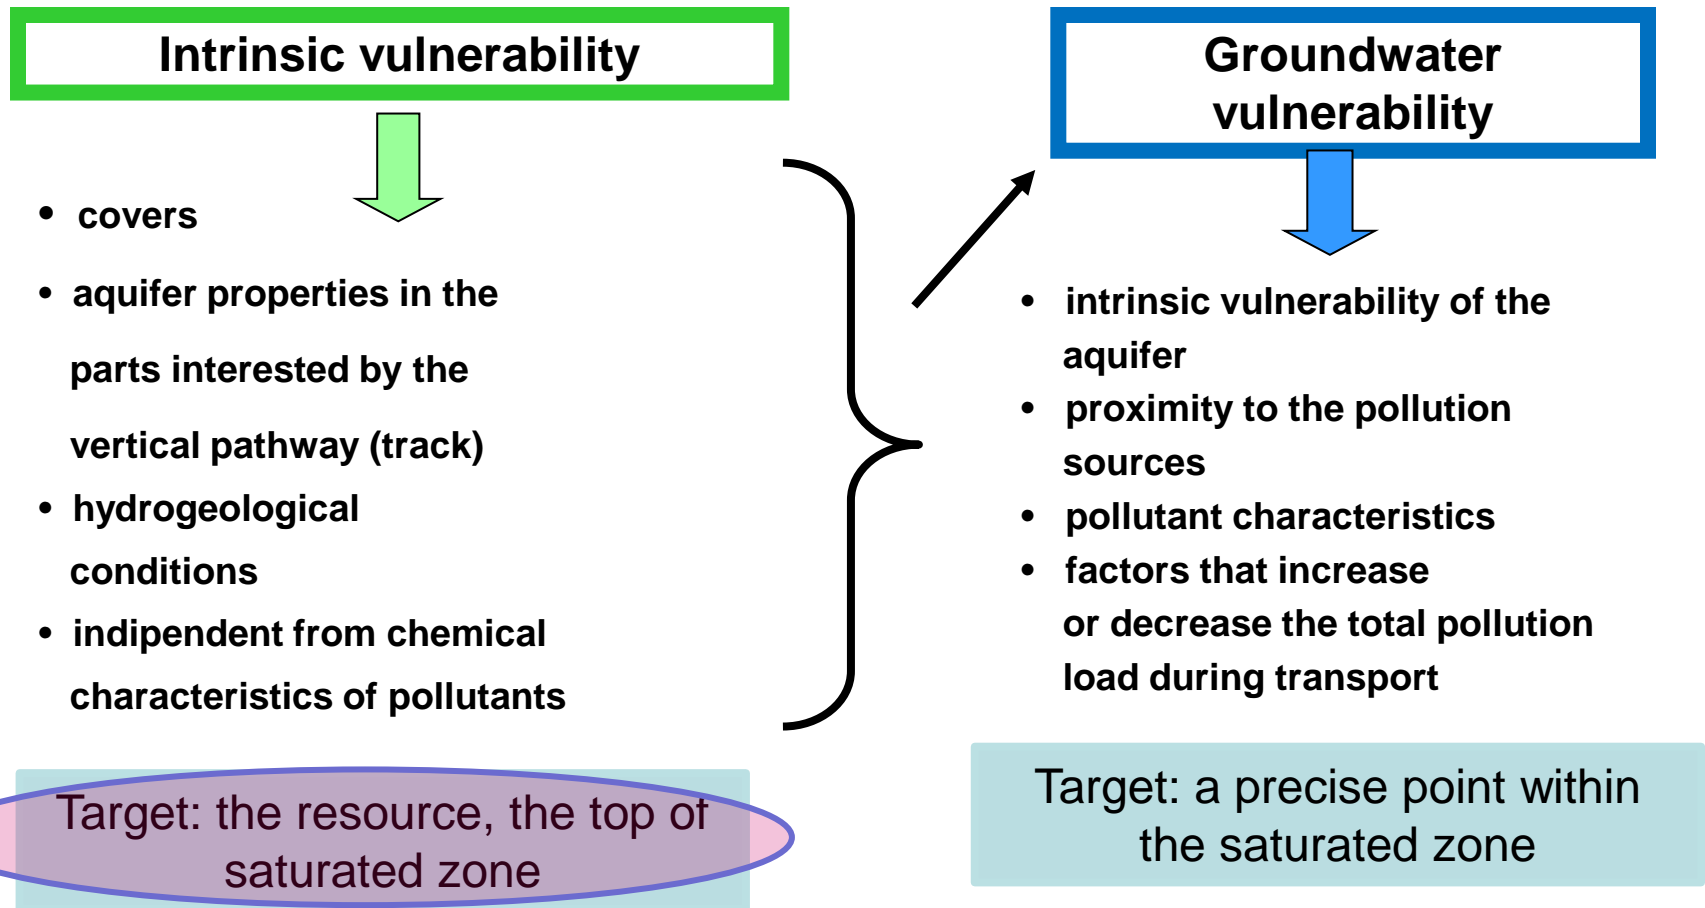 Intrinsic vulnerability
• covers
• aquifer properties in the
parts interested by the
vertical pathway (track)
• hydrogeological
conditions
• indipendent from chemical
characteristics of pollutants
Target: the resource, the top of
saturated zone
Groundwater
vulnerability
• intrinsic vulnerability of the
aquifer
• proximity to the pollution
sources
• pollutant characteristics
• factors that increase
or decrease the total pollution
load during transport
Target: a precise point within
the saturated zone